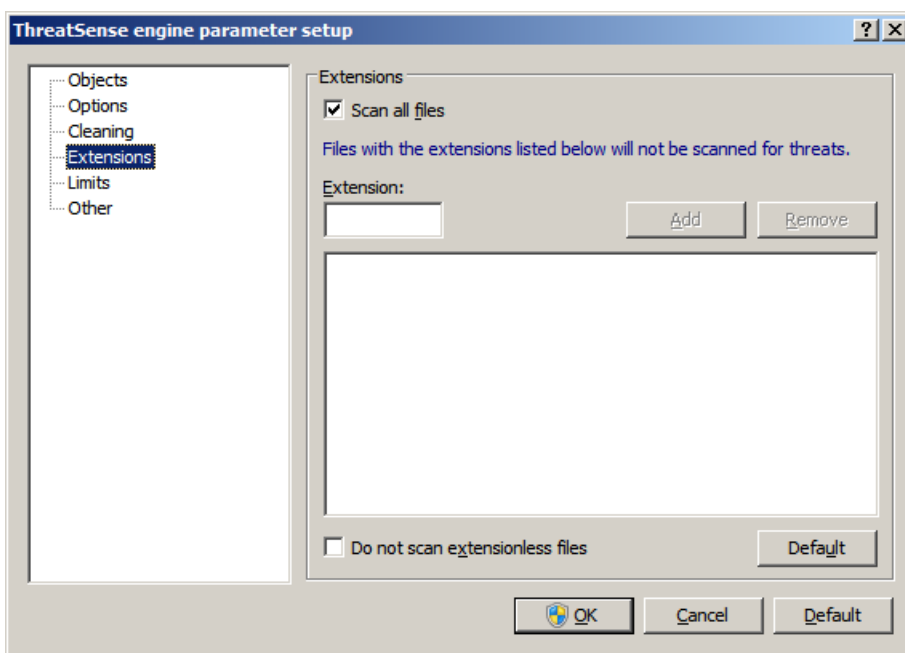 ThreatSense engine parameter setup
Objects
Options
Cleaning
Extensions
Limits
Other
Extensions
Scan all files
Files with the extensions listed below will not be scanned for threats.
Extension:
Add
Remove
Do not scan extensionless files
Default
OK
Cancel
Default